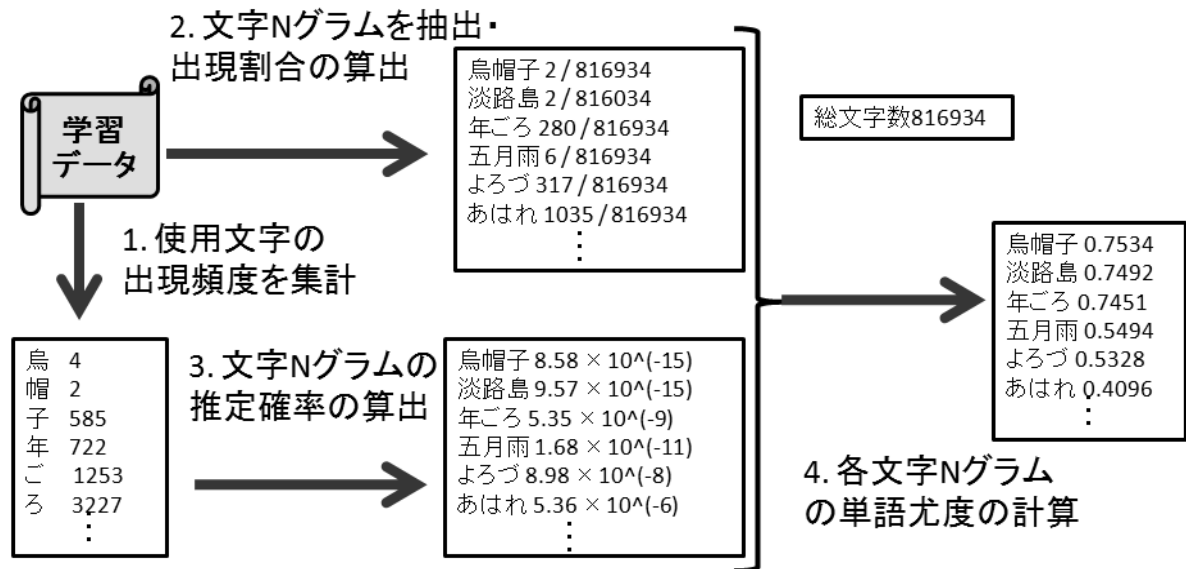 2. 文字Nグラムを抽出・
出現割合の算出
学習
データ
烏帽子 2 / 816934
淡路島 2 / 816034
年ごろ 280 / 816934
五月雨 6 / 816934
よろづ 317 / 816934
あはれ 1035 / 816934
⋮
総文字数816934
1. 使用文字の
出現頻度を集計
烏 4
帽 2
子 585
年 722
ご 1253
ろ 3227
⋮
3. 文字Nグラムの
推定確率の算出
烏帽子 8.58 × 10^(-15)
淡路島 9.57 × 10^(-15)
年ごろ 5.35 × 10^(-9)
五月雨 1.68 × 10^(-11)
よろづ 8.98 × 10^(-8)
あはれ 5.36 × 10^(-6)
⋮
烏帽子 0.7534
淡路島 0.7492
年ごろ 0.7451
五月雨 0.5494
よろづ 0.5328
あはれ 0.4096
⋮
4. 各文字Nグラム
の単語尤度の計算